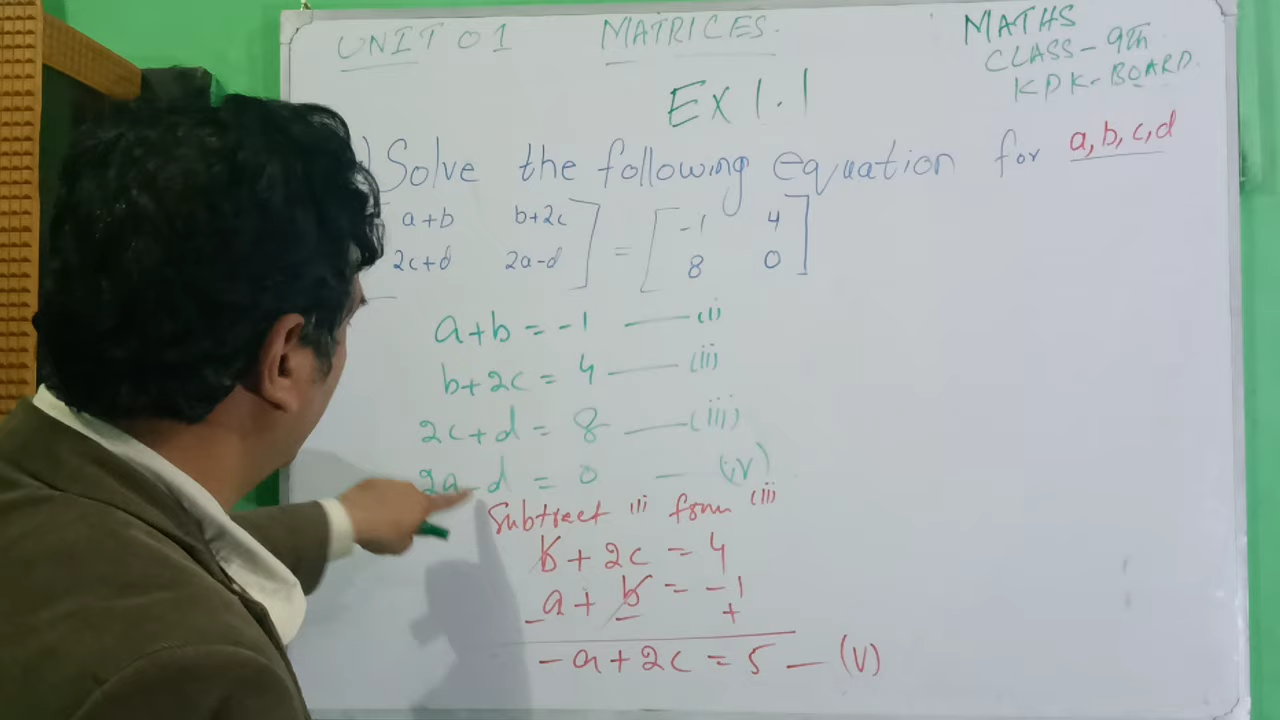 UNIT 01 MATRICES.
MATHS
CLASS-9th
KPK-BOARD.
EX 1.1
) Solve the following equation for a, b, c, d
a+b b+2c = -1 4
2c+d 2a-d 8 0
a+b = -1 —— (i)
b+2c = 4 —— (ii)
2c+d = 8 —— (iii)
2a-d = 0 — (iv)
Subtract (i) from (ii)
b + 2c = 4
-a + b = -1
- +
-a+2c = 5 — (V)